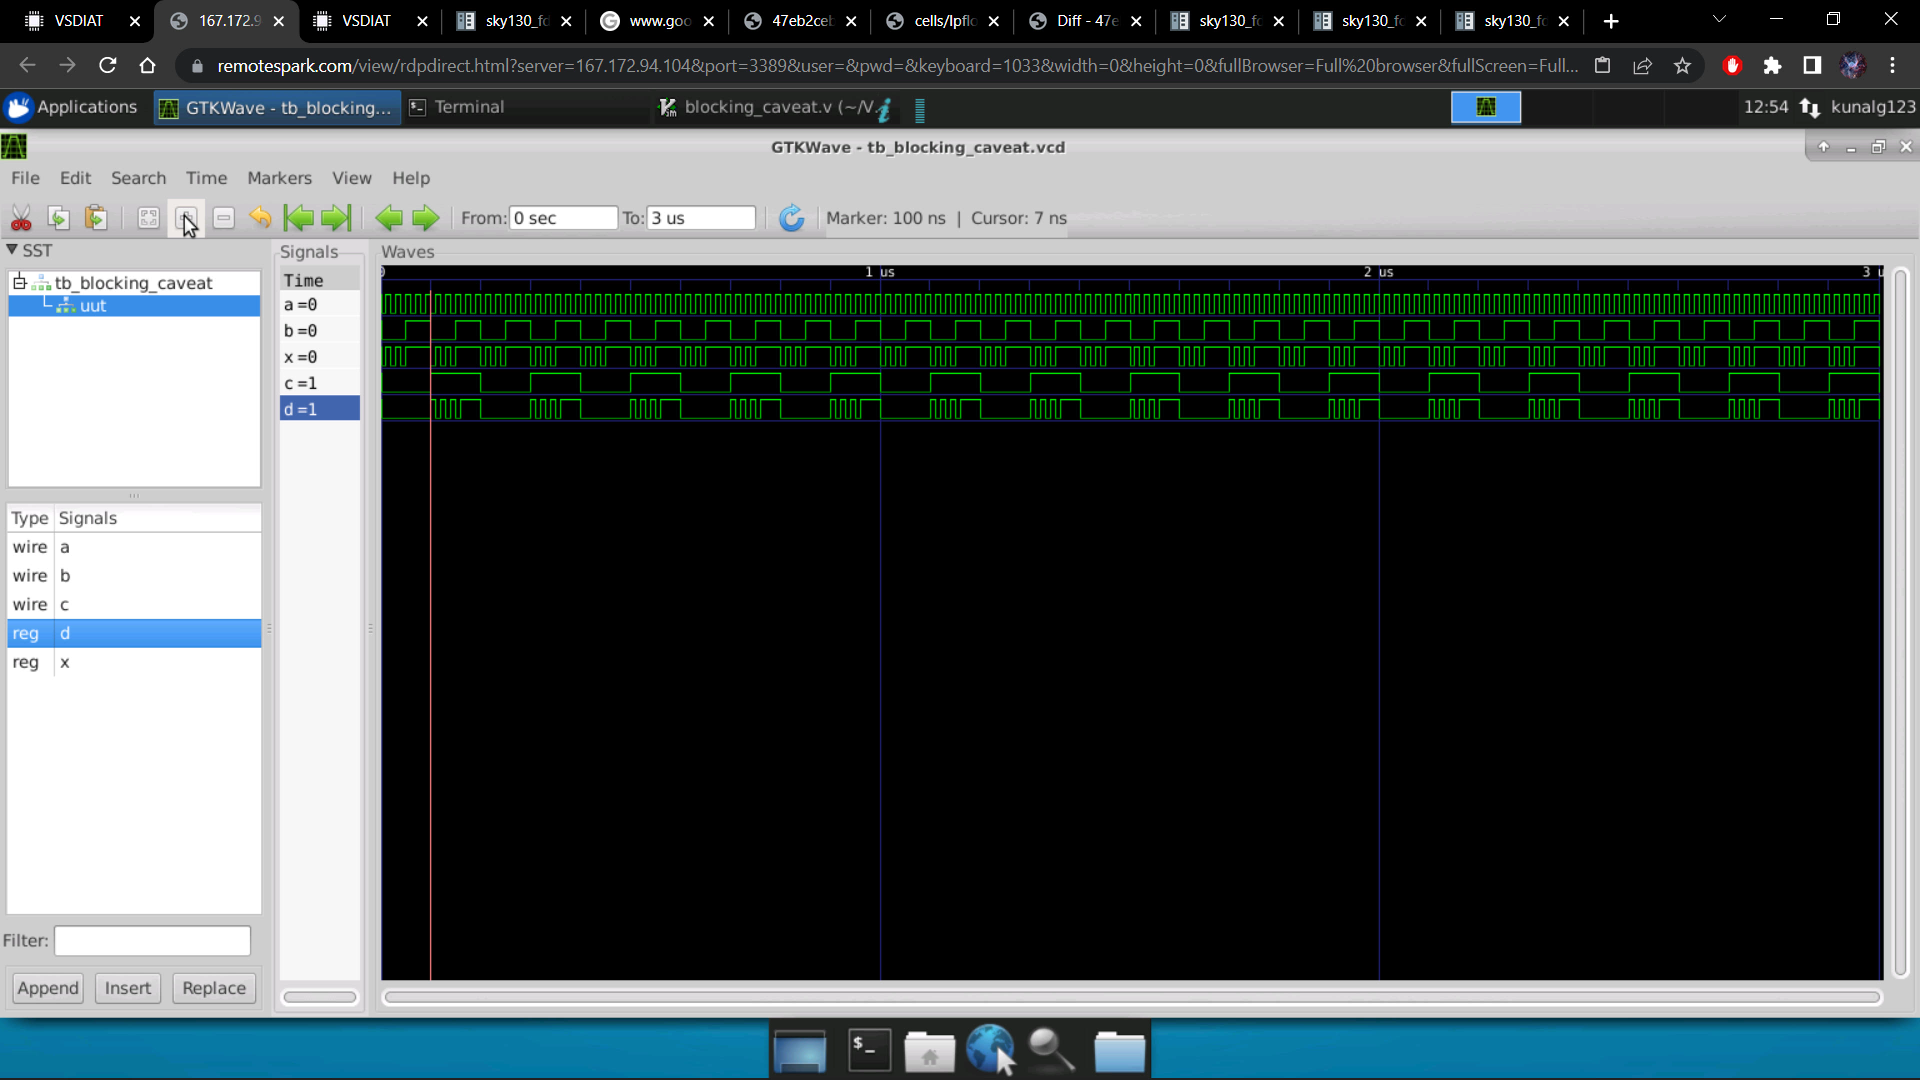 VSDIAT
167.172.9
VSDIAT
sky130_fd
www.goo
47eb2ceb
cells/lpflo
Diff - 47e
sky130_fd
sky130_fc
sky130_fc
remotespark.com/view/rdpdirect.html?server=167.172.94.104&port=3389&user=&pwd=&keyboard=1033&width=0&height=0&fullBrowser=Full%20browser&fullScreen=Full...
Applications
GTKWave - tb_blocking...
Terminal
blocking_caveat.v (~/V
12:54
kunalg123
GTKWave - tb_blocking_caveat.vcd
File Edit Search Time Markers View Help
From: 0 sec To: 3 us Marker: 100 ns | Cursor: 7 ns
SST
tb_blocking_caveat
uut
Type Signals
wire a
wire b
wire c
reg d
reg x
Filter:
Append Insert Replace
Signals
Time
a=0
b=0
x=0
c=1
d=1
Waves
1 us 2 us 3 u